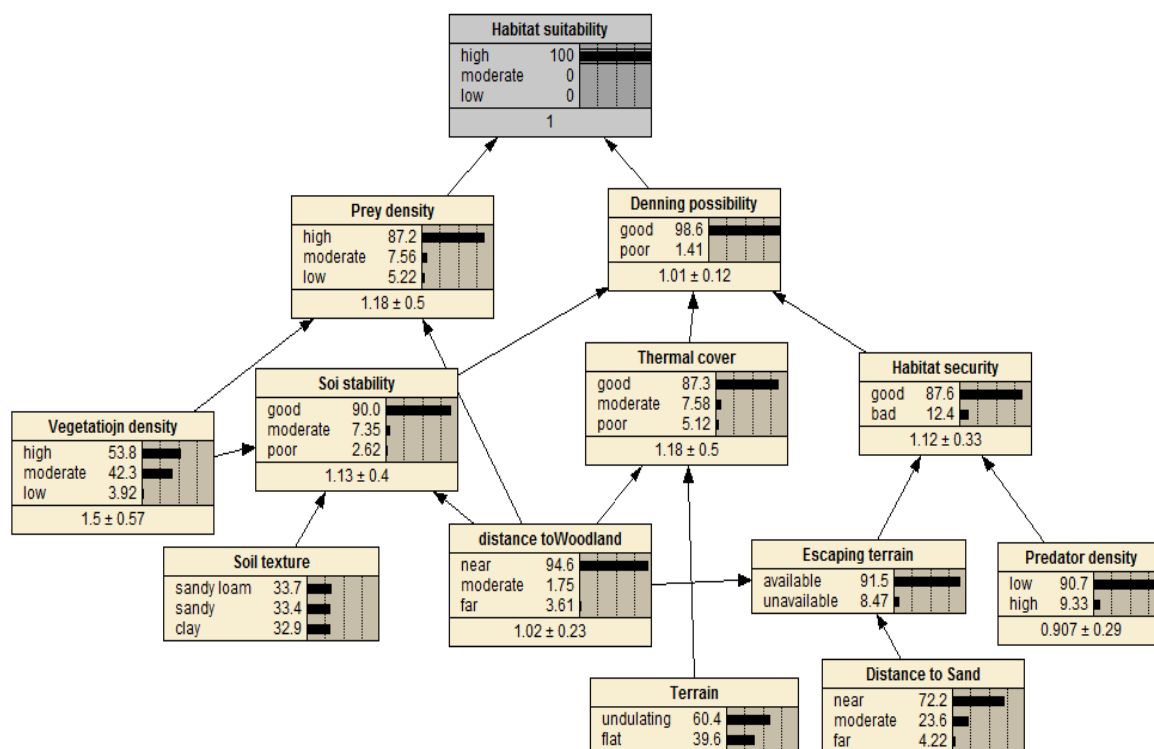 Habitat suitability
high 100
moderate 0
low 0
1
Prey density
high 87.2
moderate 7.56
low 5.22
1.18 ± 0.5
Denning possibility
good 98.6
poor 1.41
1.01 ± 0.12
Vegetatiojn density
high 53.8
moderate 42.3
low 3.92
1.5 ± 0.57
Soi stability
good 90.0
moderate 7.35
poor 2.62
1.13 ± 0.4
Thermal cover
good 87.3
moderate 7.58
poor 5.12
1.18 ± 0.5
Habitat security
good 87.6
bad 12.4
1.12 ± 0.33
Soil texture
sandy loam 33.7
sandy 33.4
clay 32.9
distance toWoodland
near 94.6
moderate 1.75
far 3.61
1.02 ± 0.23
Escaping terrain
available 91.5
unavailable 8.47
Predator density
low 90.7
high 9.33
0.907 ± 0.29
Terrain
undulating 60.4
flat 39.6
Distance to Sand
near 72.2
moderate 23.6
far 4.22